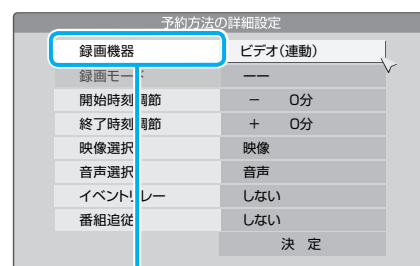 予約方法の詳細設定
録画機器 ビデオ(連動)
録画モード ーー
開始時刻調節 － 0分
終了時刻調節 ＋ 0分
映像選択 映像
音声選択 音声
イベントリレー しない
番組追従 しない
決 定